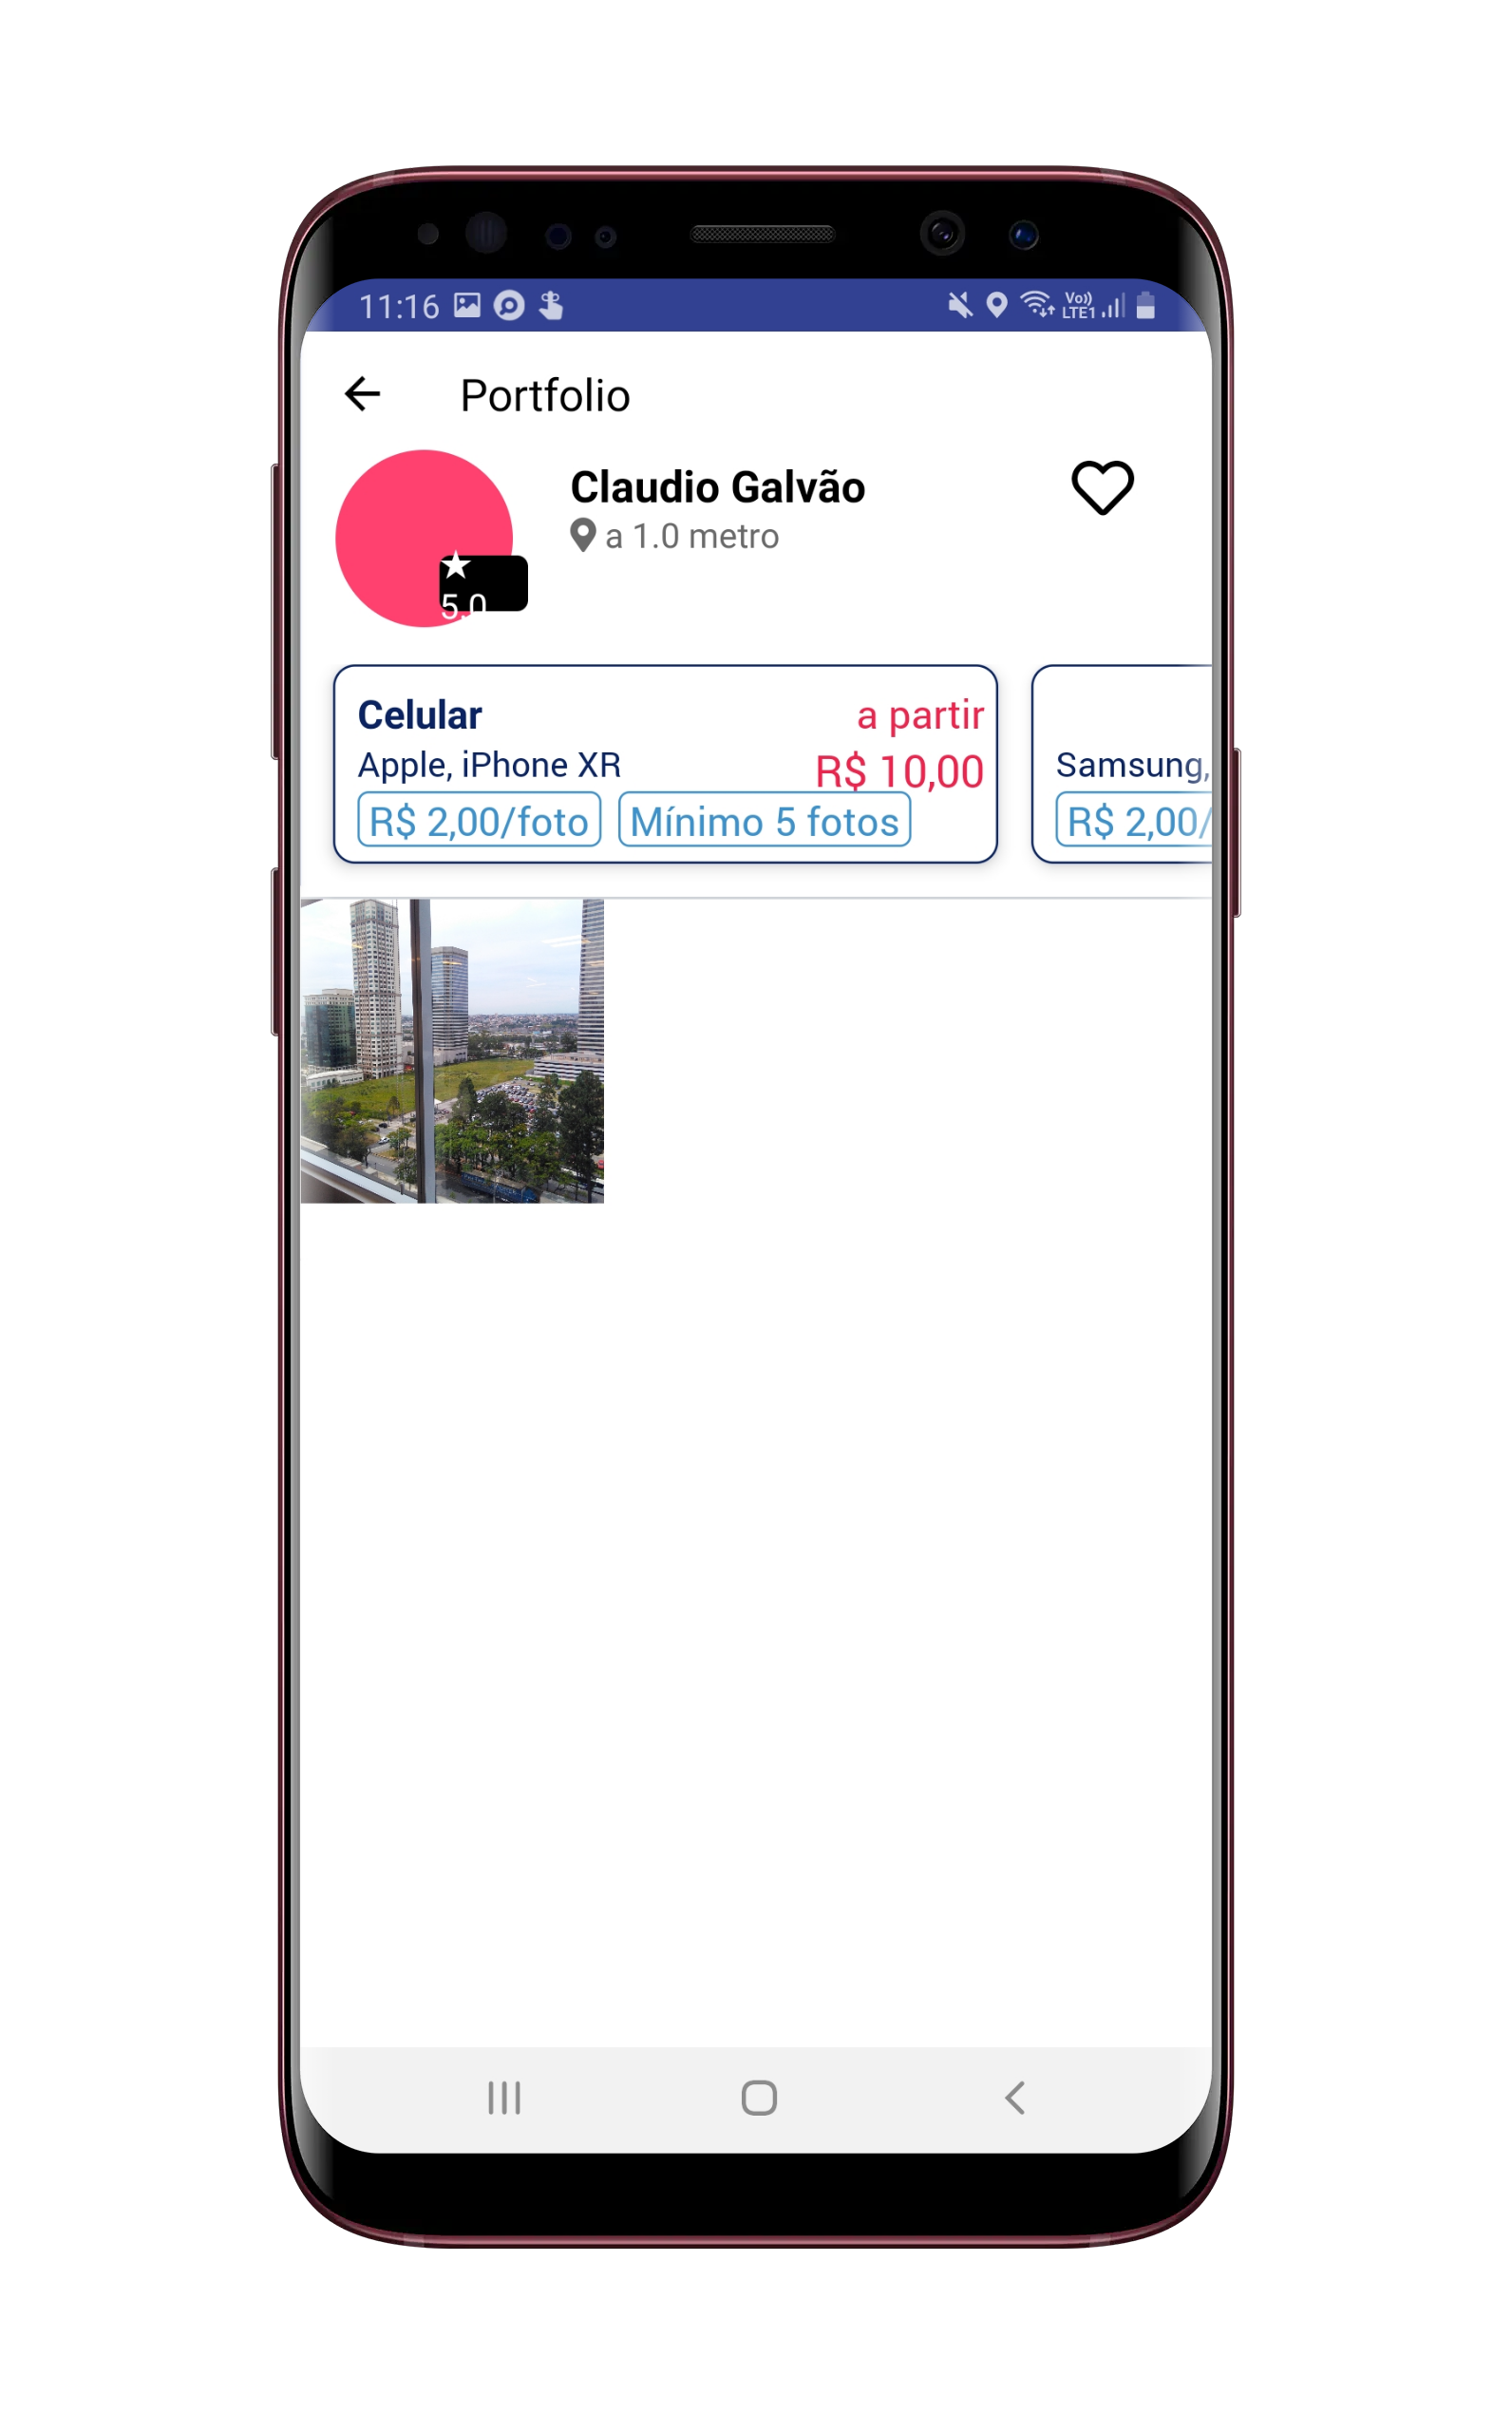 11:16 Vo)) LTE1
Portfolio
Claudio Galvão
a 1.0 metro
5,0
Celular
a partir
Apple, iPhone XR
R$ 10,00
R$ 2,00/foto
Mínimo 5 fotos
Samsung,
R$ 2,00/